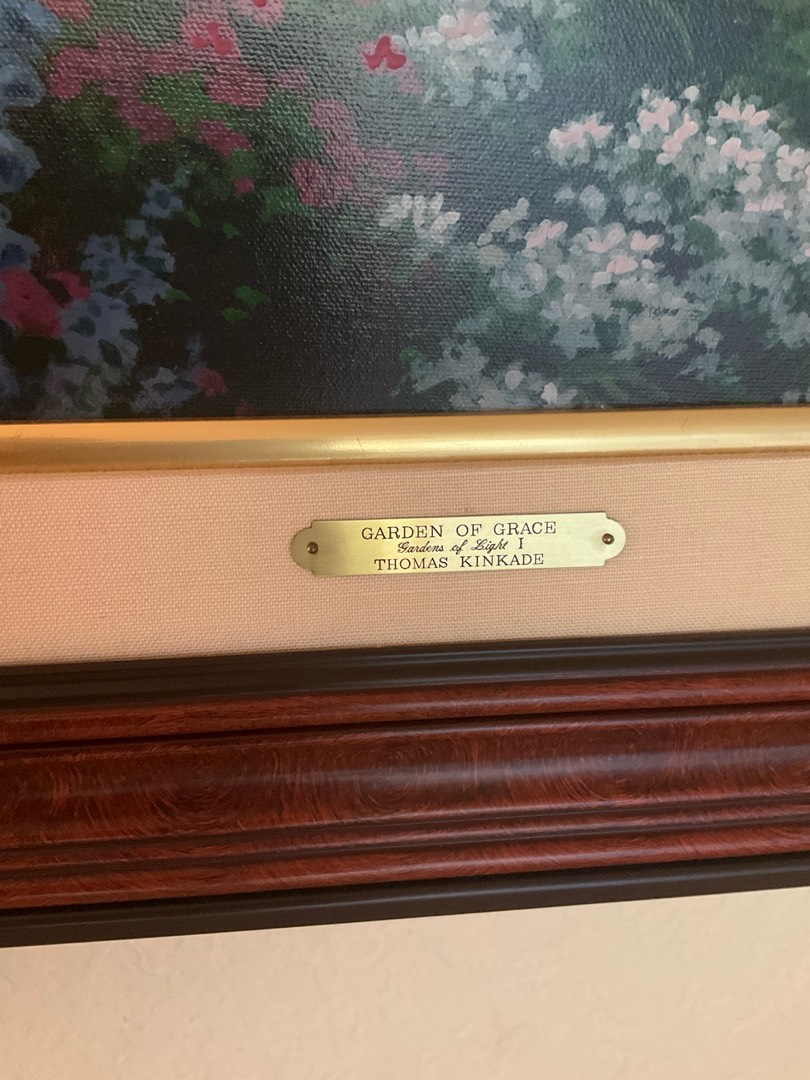 GARDEN OF GRACE
Gardens of Light I
THOMAS KINKADE